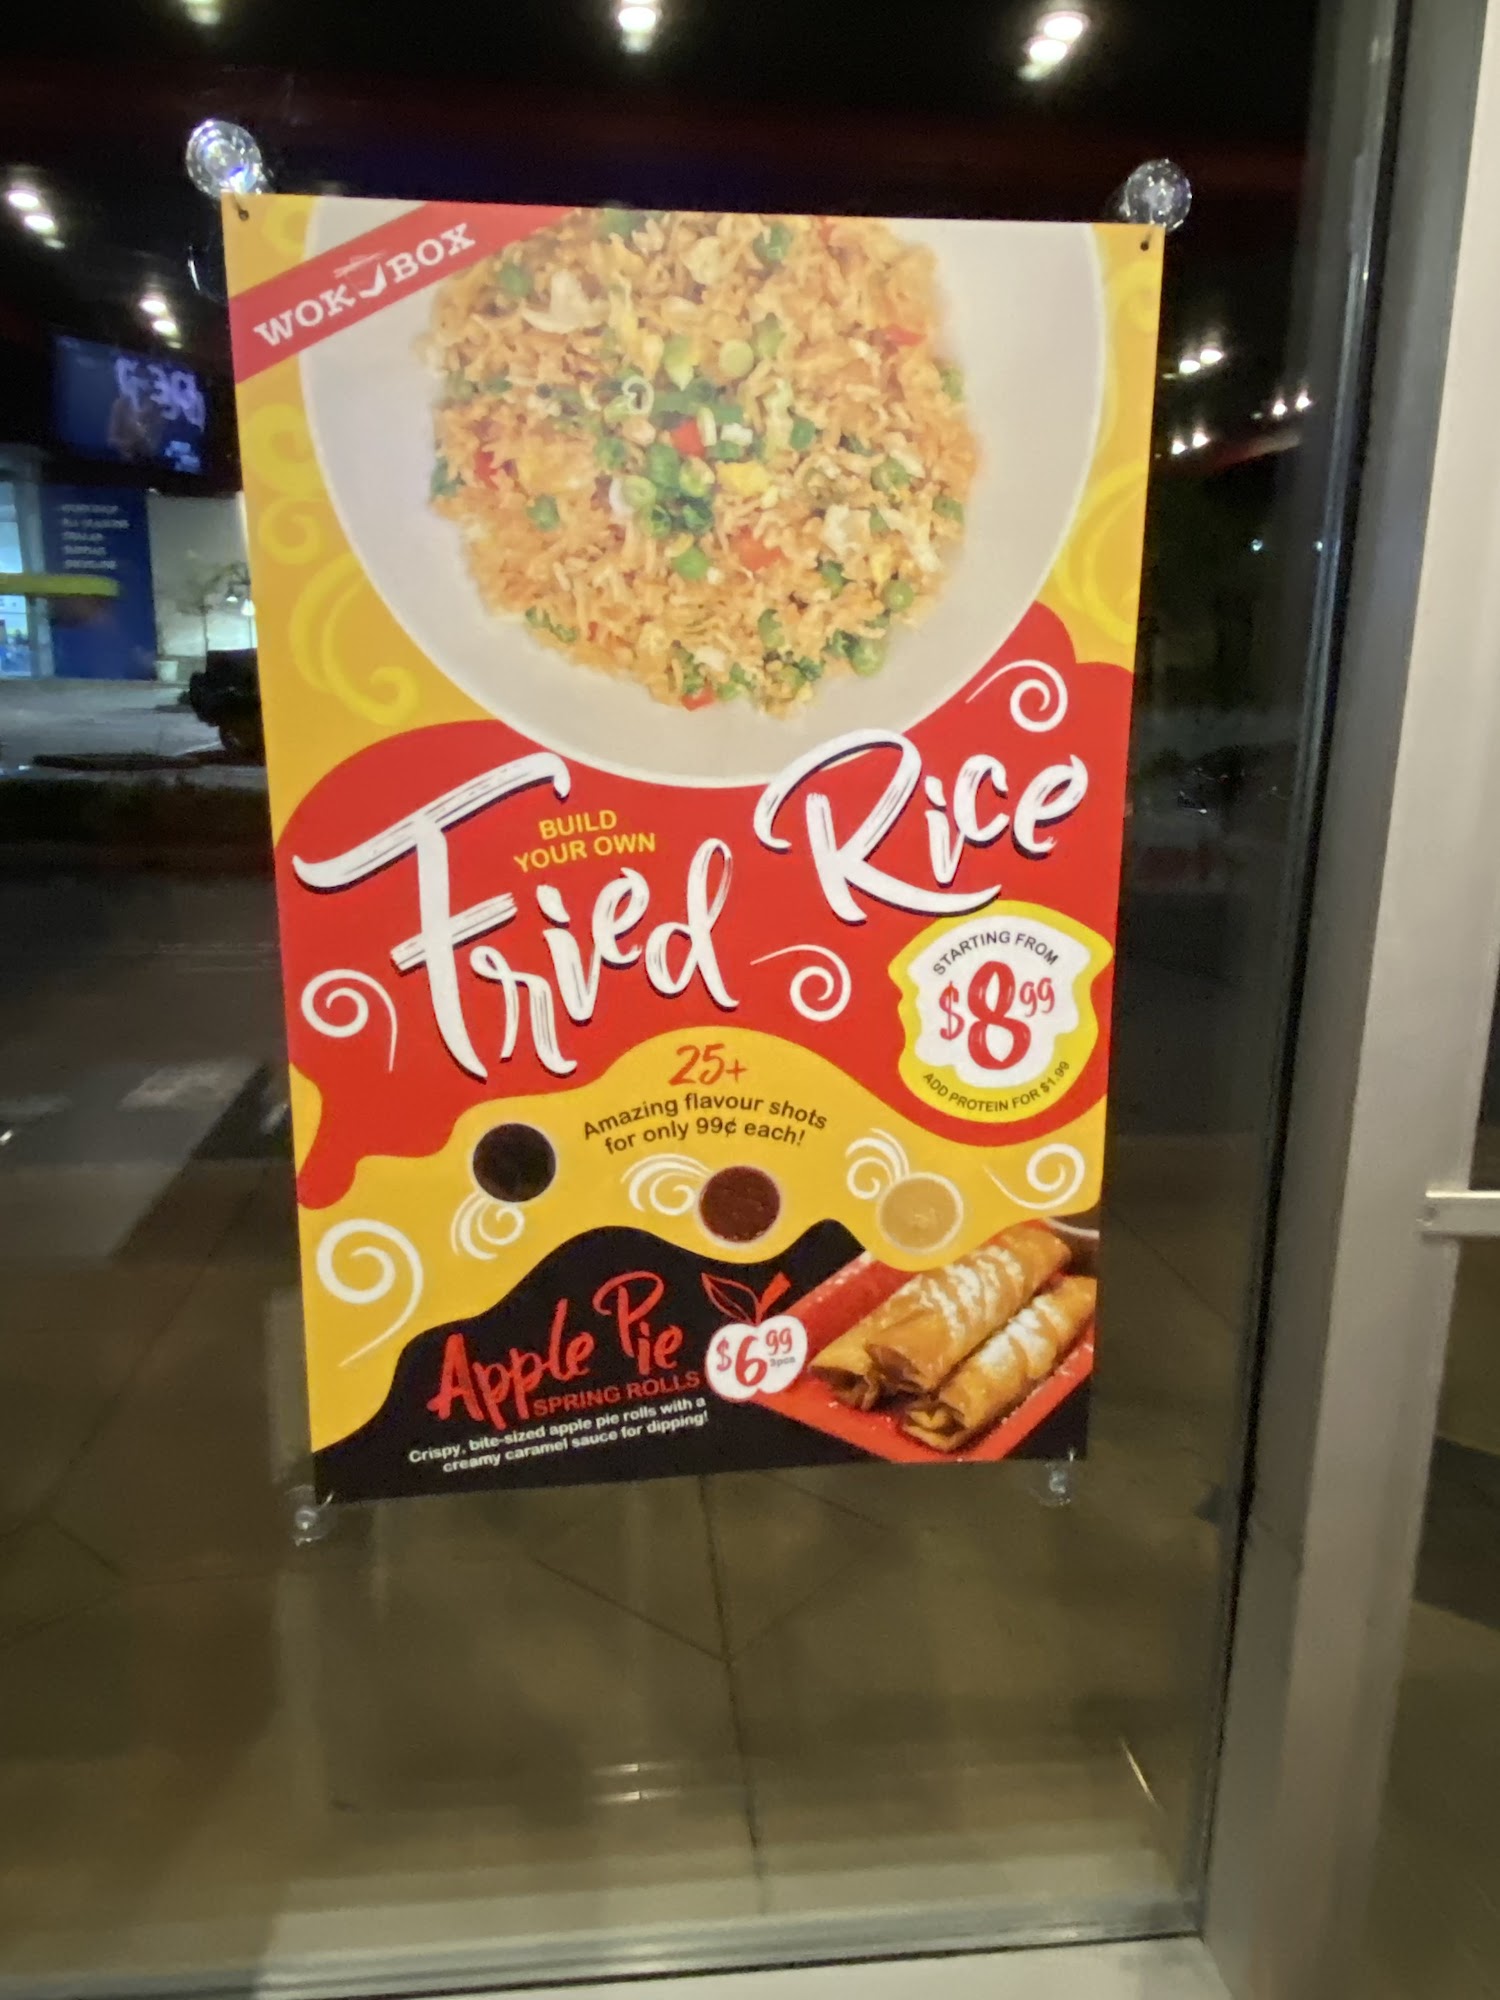 WOK BOX
BUILD
YOUR OWN
Fried Rice
STARTING FROM
$8.99
ADD PROTEIN FOR $1.99
25+
Amazing flavour shots
for only 99¢ each!
Apple Pie
SPRING ROLLS
$6.99
3pcs
Crispy, bite-sized apple pie rolls with a
creamy caramel sauce for dipping!